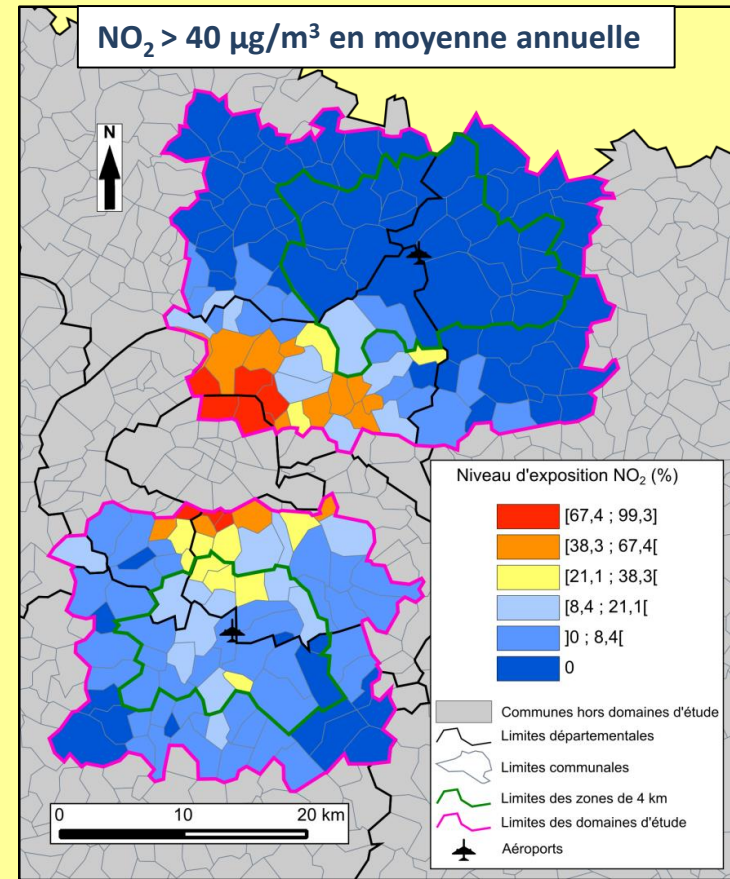 NO₂ > 40 µg/m³ en moyenne annuelle
N
Niveau d'exposition NO₂ (%)
[67,4 ; 99,3]
[38,3 ; 67,4[
[21,1 ; 38,3[
[8,4 ; 21,1[
]0 ; 8,4[
0
Communes hors domaines d'étude
Limites départementales
Limites communales
Limites des zones de 4 km
Limites des domaines d'étude
Aéroports
0 10 20 km